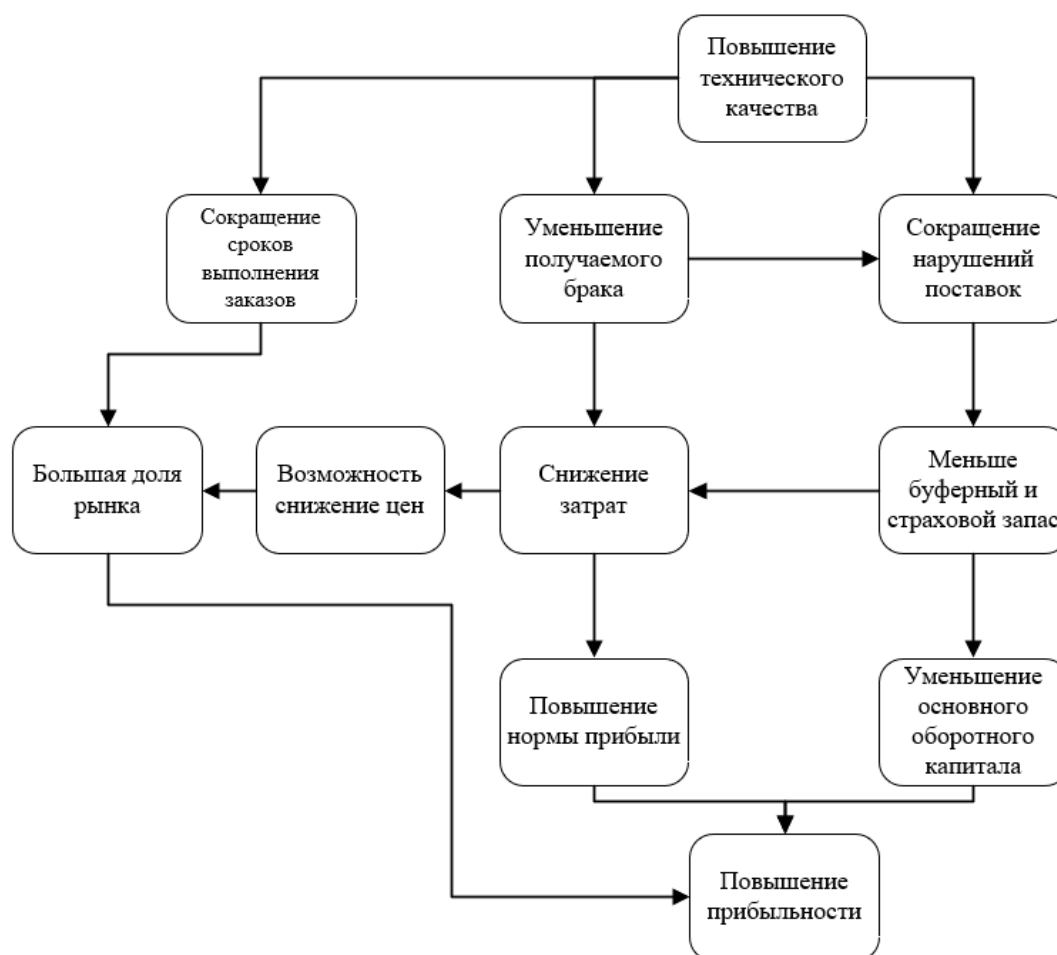 Повышение
технического
качества
Сокращение
сроков
выполнения
заказов
Уменьшение
получаемого
брака
Сокращение
нарушений
поставок
Большая доля
рынка
Возможность
снижение цен
Снижение
затрат
Меньше
буферный и
страховой запас
Повышение
нормы прибыли
Уменьшение
основного
оборотного
капитала
Повышение
прибыльности